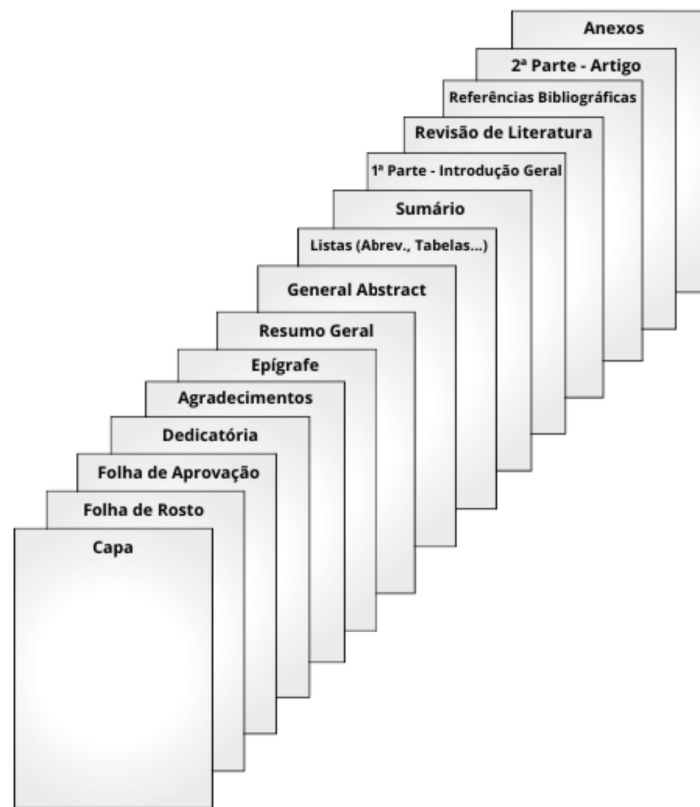 Anexos
2ª Parte - Artigo
Referências Bibliográficas
Revisão de Literatura
1ª Parte - Introdução Geral
Sumário
Listas (Abrev., Tabelas...)
General Abstract
Resumo Geral
Epígrafe
Agradecimentos
Dedicatória
Folha de Aprovação
Folha de Rosto
Capa